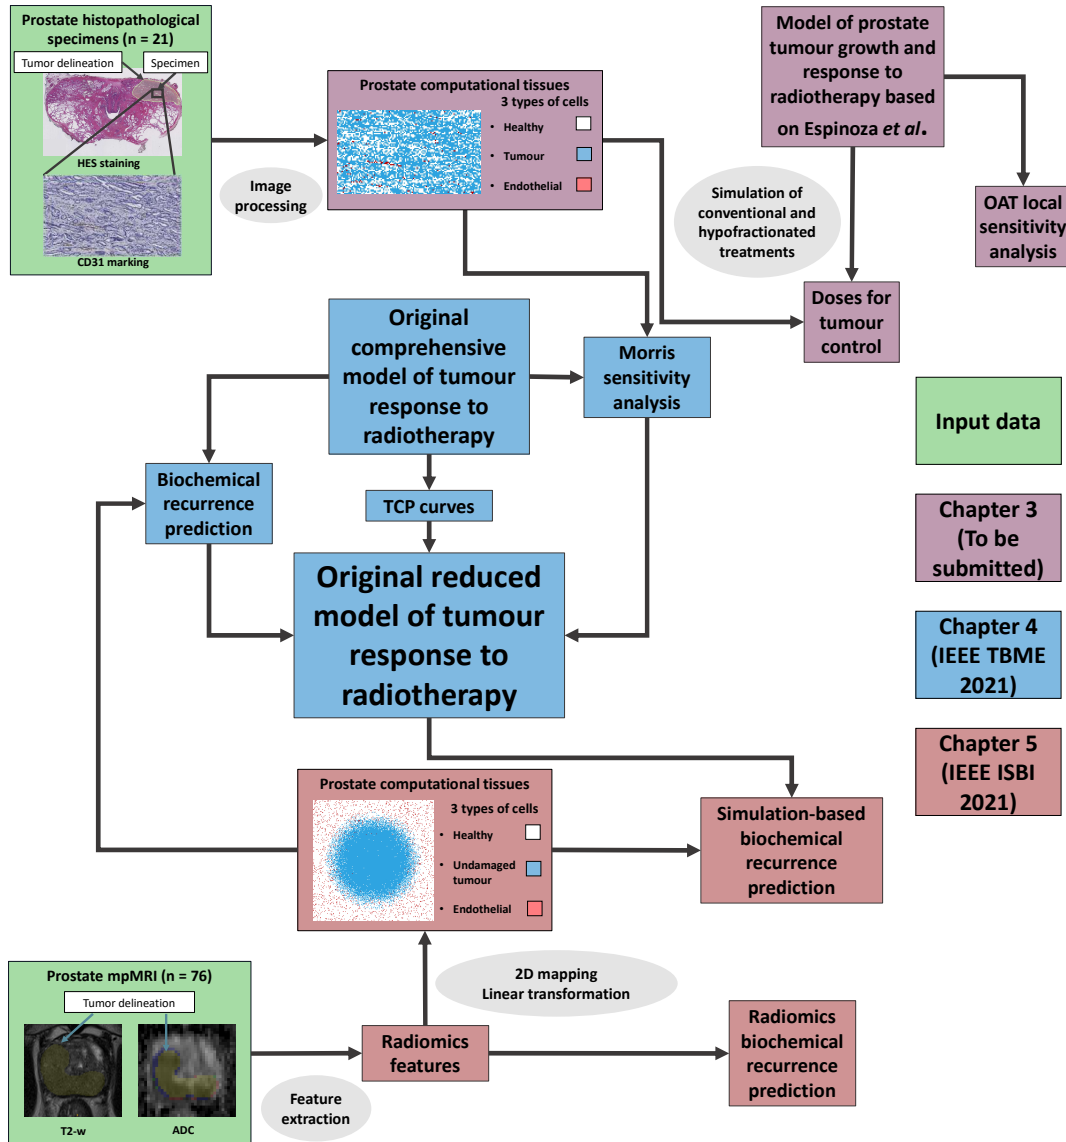 Prostate histopathological
specimens (n = 21)
Tumor delineation
Specimen
HES staining
CD31 marking
Image
processing
Prostate computational tissues
3 types of cells
• Healthy
• Tumour
• Endothelial
Model of prostate
tumour growth and
response to
radiotherapy based
on Espinoza et al.
Simulation of
conventional and
hypofractionated
treatments
OAT local
sensitivity
analysis
Doses for
tumour
control
Original
comprehensive
model of tumour
response to
radiotherapy
Morris
sensitivity
analysis
Biochemical
recurrence
prediction
TCP curves
Original reduced
model of tumour
response to
radiotherapy
Input data
Chapter 3
(To be
submitted)
Chapter 4
(IEEE TBME
2021)
Chapter 5
(IEEE ISBI
2021)
Prostate computational tissues
3 types of cells
• Healthy
• Undamaged
tumour
• Endothelial
Simulation-based
biochemical
recurrence
prediction
2D mapping
Linear transformation
Prostate mpMRI (n = 76)
Tumor delineation
T2-w
ADC
Feature
extraction
Radiomics
features
Radiomics
biochemical
recurrence
prediction